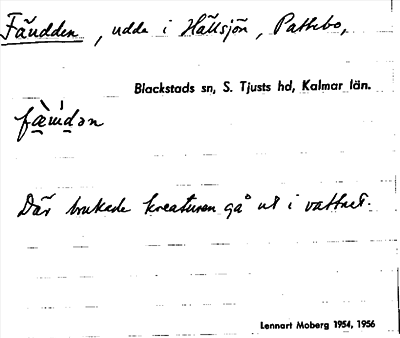 Fäudden, udde i Hällsjön, Pattebo,
Blackstads sn, S. Tjusts hd, Kalmar län.
Där brukade kreaturen gå ut i vattnet.
Lennart Moberg 1954, 1956